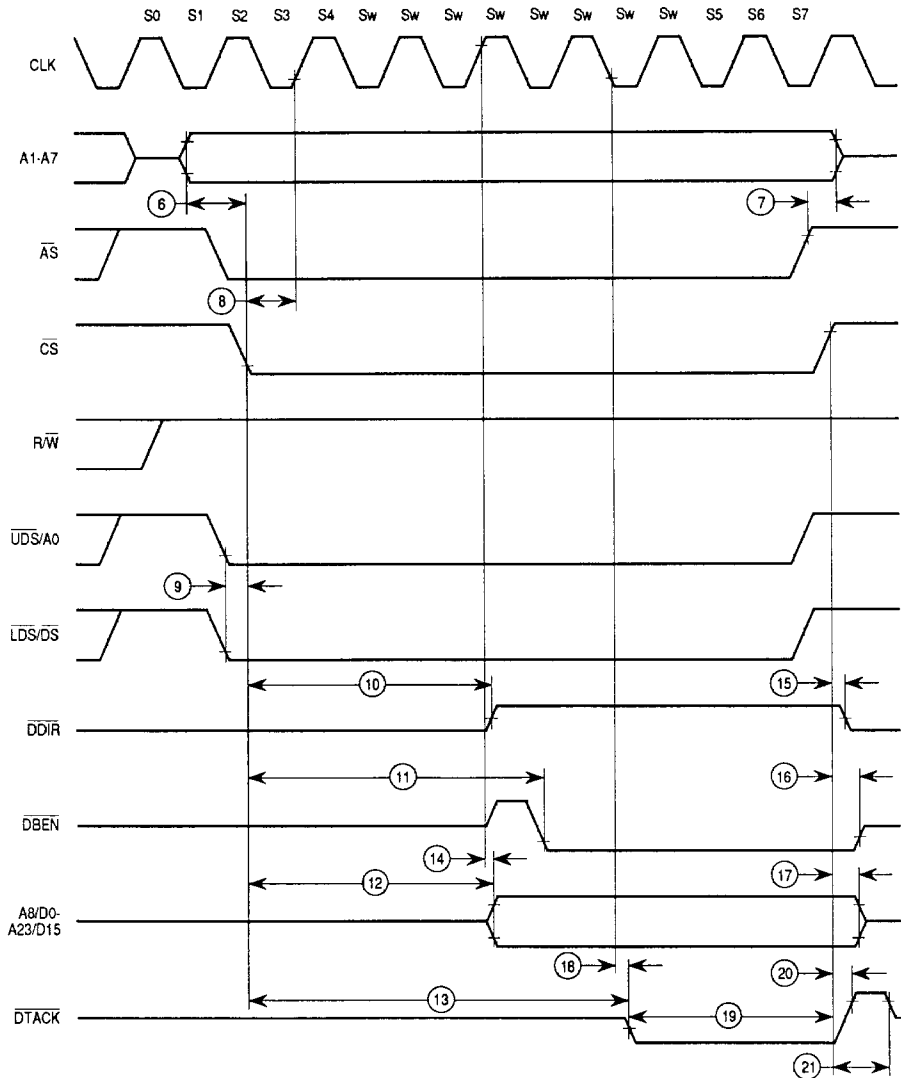 S0 S1 S2 S3 S4 Sw Sw Sw Sw Sw Sw Sw Sw S5 S6 S7
CLK
A1-A7
6
7
AS
8
CS
R/W
UDS/A0
9
LDS/DS
10
15
DDIR
11
16
DBEN
14
12
17
A8/D0-
A23/D15
18
20
13
DTACK
19
21